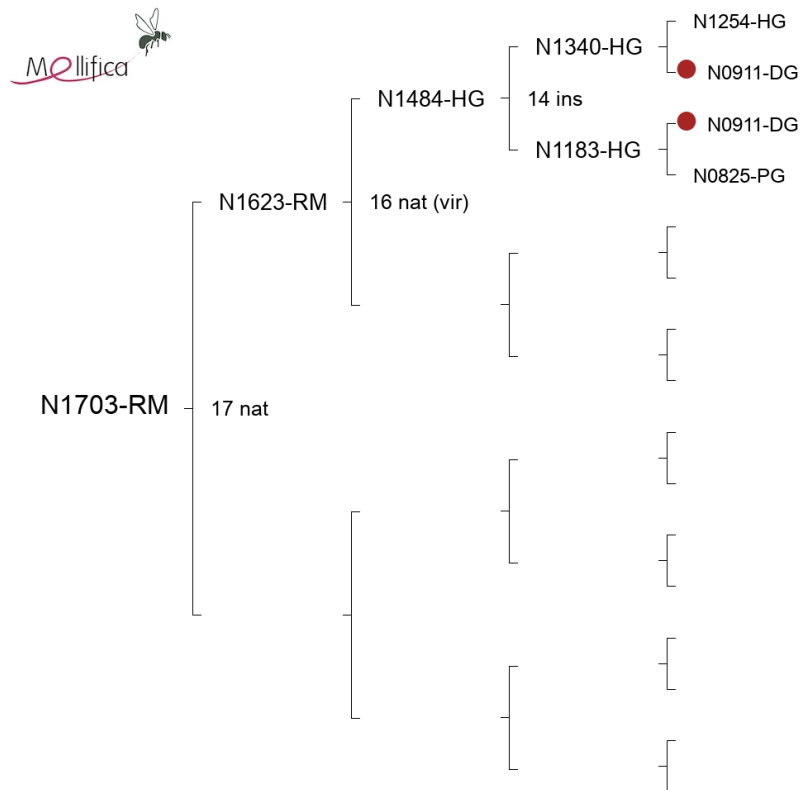 Mellifica
N1254-HG
N1340-HG
N0911-DG
N1484-HG
14 ins
N0911-DG
N1183-HG
N0825-PG
N1623-RM
16 nat (vir)
N1703-RM
17 nat